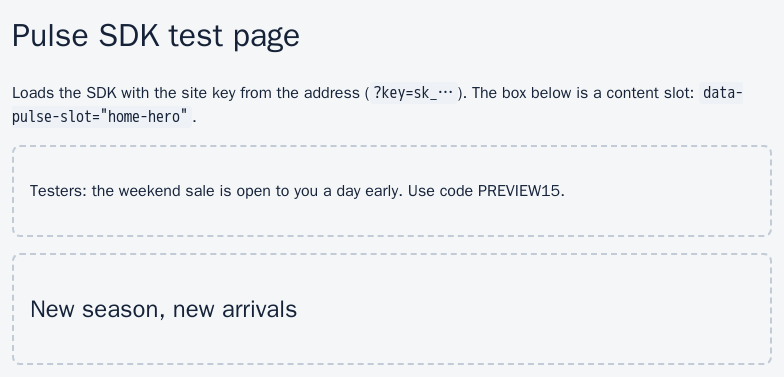 Pulse SDK test page
Loads the SDK with the site key from the address ( ?key=sk_··· ). The box below is a content slot: data-
pulse-slot="home-hero" .
Testers: the weekend sale is open to you a day early. Use code PREVIEW15.
New season, new arrivals